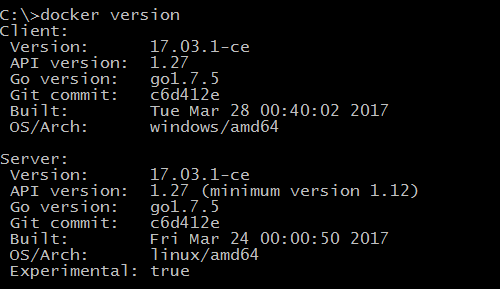 C:\>docker version
Client:
 Version:      17.03.1-ce
 API version:  1.27
 Go version:   go1.7.5
 Git commit:   c6d412e
 Built:        Tue Mar 28 00:40:02 2017
 OS/Arch:      windows/amd64

Server:
 Version:      17.03.1-ce
 API version:  1.27 (minimum version 1.12)
 Go version:   go1.7.5
 Git commit:   c6d412e
 Built:        Fri Mar 24 00:00:50 2017
 OS/Arch:      linux/amd64
 Experimental: true